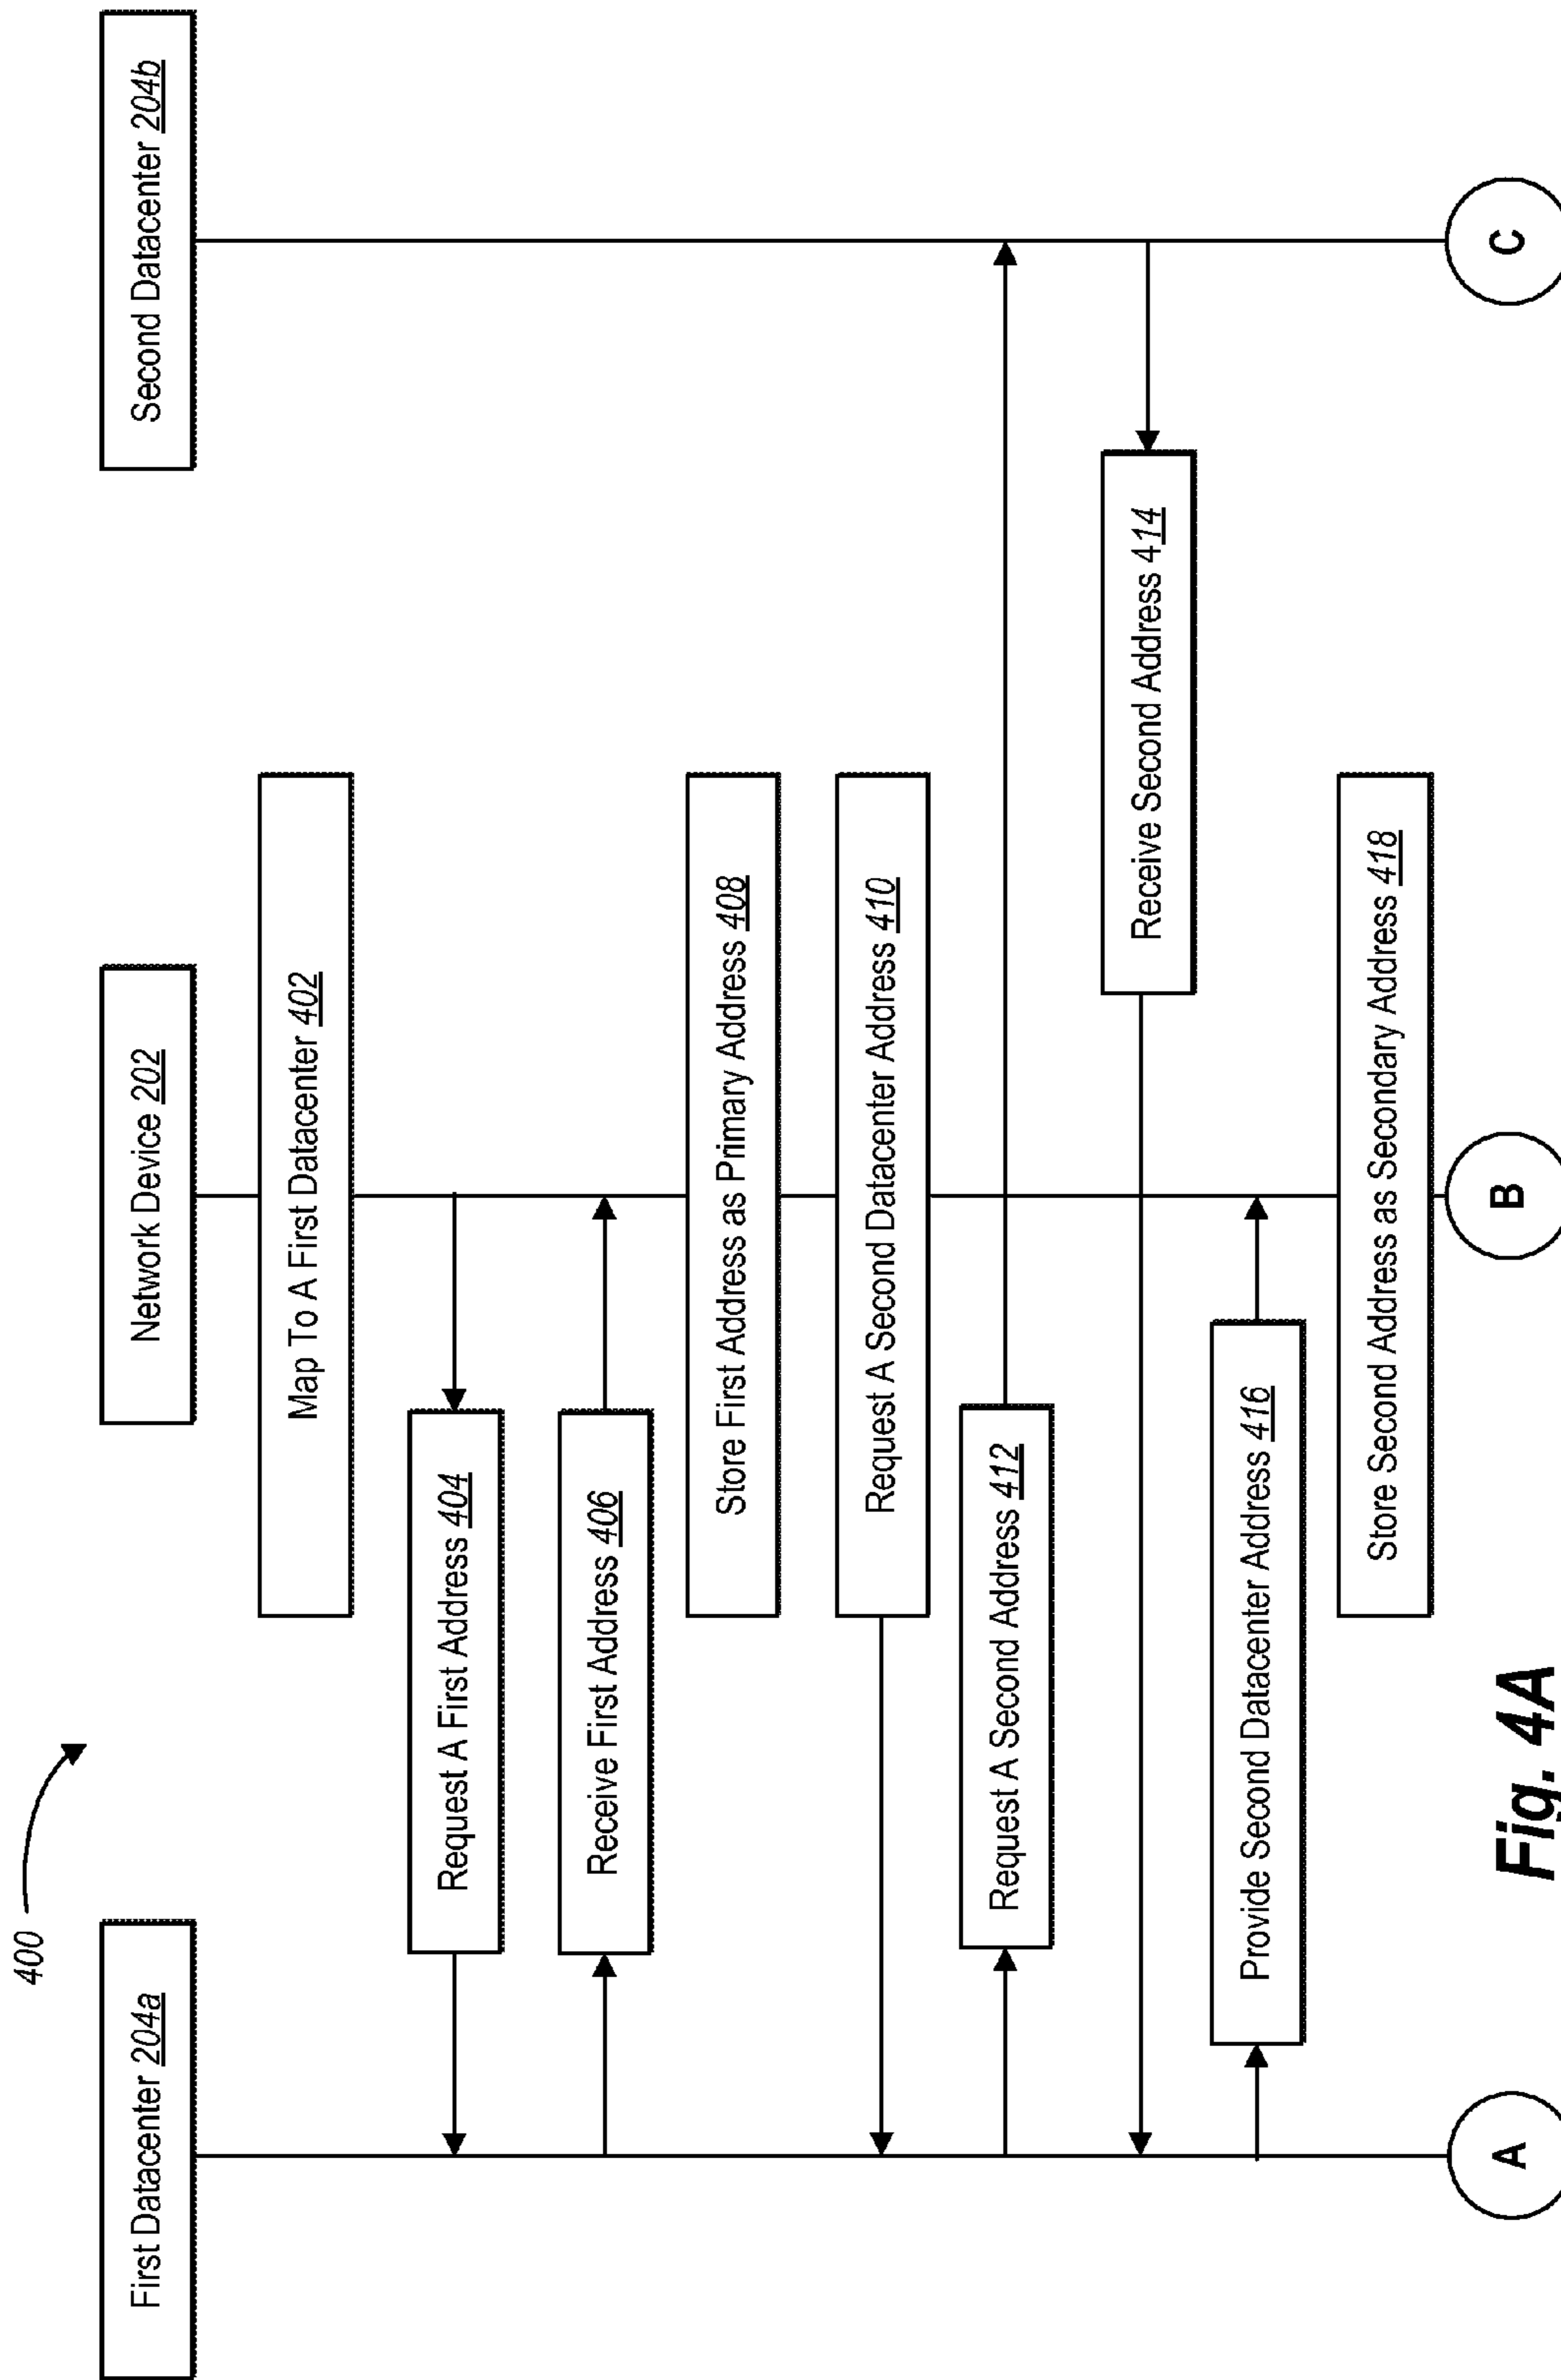 400
First Datacenter 204a
Network Device 202
Second Datacenter 204b
Map To A First Datacenter 402
Request A First Address 404
Receive First Address 406
Store First Address as Primary Address 408
Request A Second Datacenter Address 410
Request A Second Address 412
Receive Second Address 414
Provide Second Datacenter Address 416
Store Second Address as Secondary Address 418
A
B
C
Fig. 4A